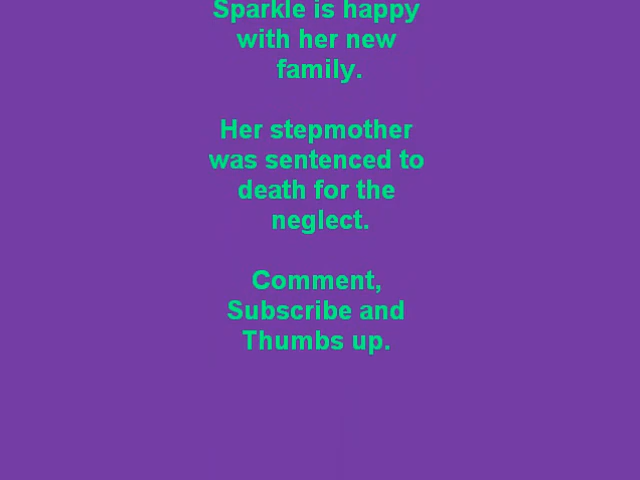 Sparkle is happy
with her new
family.
Her stepmother
was sentenced to
death for the
neglect.
Comment,
Subscribe and
Thumbs up.